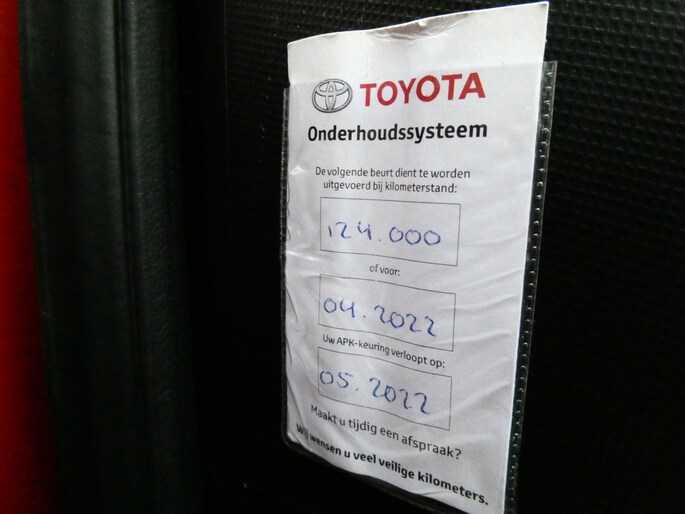 TOYOTA
Onderhoudssysteem
De volgende beurt dient te worden
uitgevoerd bij kilometerstand:
124.000
of voor:
04.2022
Uw APK-keuring verloopt op:
05.2022
Maakt u tijdig een afspraak?
Wij wensen u veel veilige kilometers.